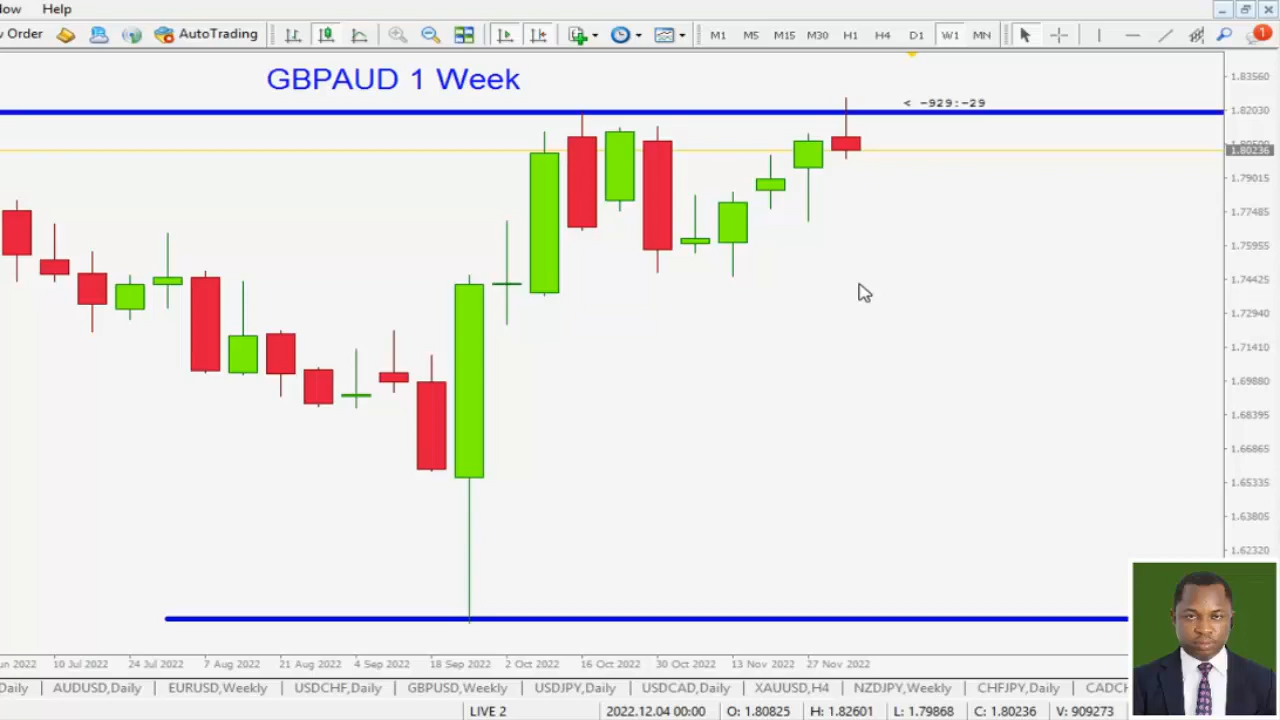 ow Help
v Order AutoTrading M1 M5 M15 M30 H1 H4 D1 W1 MN 1
GBPAUD 1 Week
< -929:-29
1.83560
1.82030
1.80236
1.79015
1.77485
1.75955
1.74425
1.72940
1.71410
1.69880
1.68395
1.66865
1.65335
1.63805
1.62320
un 2022 10 Jul 2022 24 Jul 2022 7 Aug 2022 21 Aug 2022 4 Sep 2022 18 Sep 2022 2 Oct 2022 16 Oct 2022 30 Oct 2022 13 Nov 2022 27 Nov 2022
Daily AUDUSD,Daily EURUSD,Weekly USDCHF,Daily GBPUSD,Weekly USDJPY,Daily USDCAD,Daily XAUUSD,H4 NZDJPY,Weekly CHFJPY,Daily CADCH
LIVE 2 2022.12.04 00:00 O: 1.80825 H: 1.82601 L: 1.79868 C: 1.80236 V: 909273